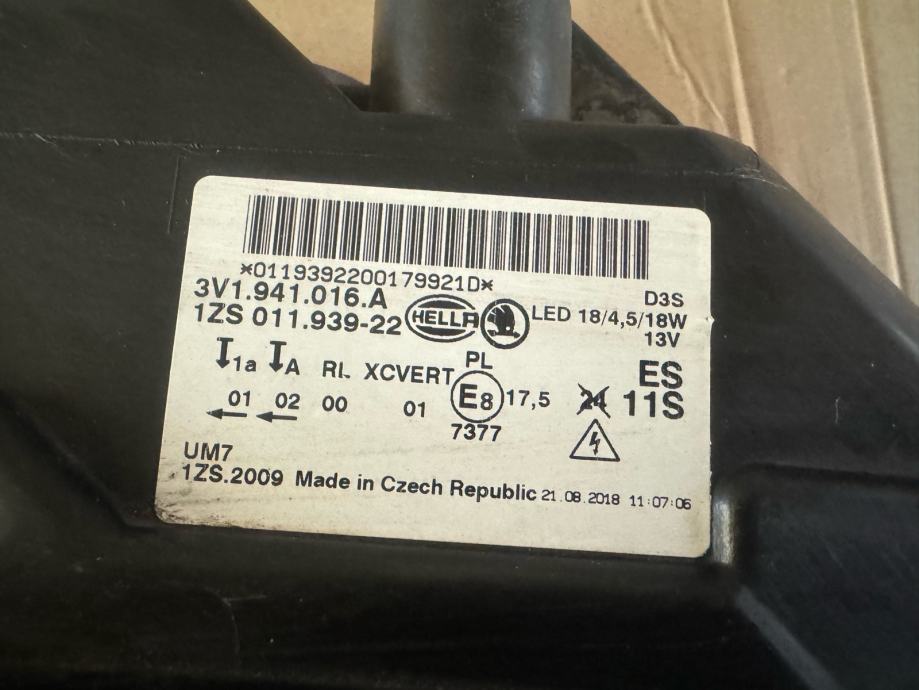 *0119392200179921D*
3V1.941.016.A
D3S
1ZS 011.939-22 HELLA LED 18/4,5/18W
13V
1a A RL XCVERT PL ES
01 02 00 01 E8 17,5 24 11S
7377
UM7
1ZS.2009 Made in Czech Republic 21.08.2018 11:07:06